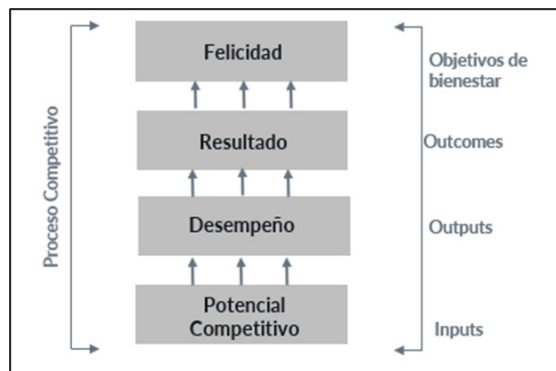 Proceso Competitivo
Felicidad
Objetivos de
bienestar
Resultado
Outcomes
Desempeño
Outputs
Potencial
Competitivo
Inputs